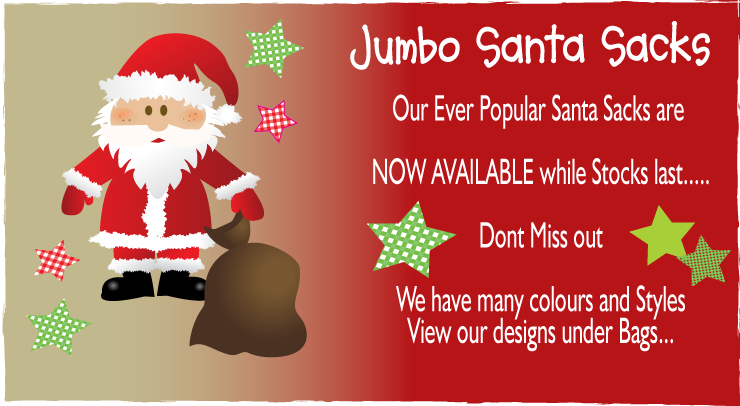 Jumbo Santa Sacks
Our Ever Popular Santa Sacks are
NOW AVAILABLE while Stocks last.....
Dont Miss out
We have many colours and Styles
View our designs under Bags...